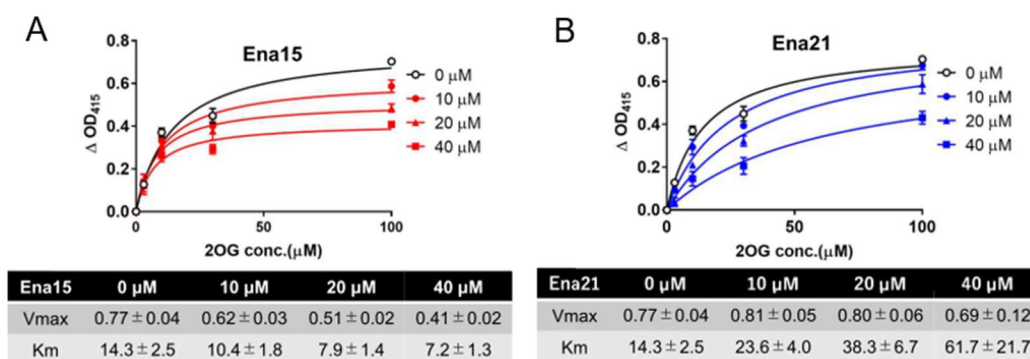 A
Ena15
0.8
0.6
0.4
0.2
0.0
Δ OD415
0
50
100
2OG conc.(μM)
0 μM
10 μM
20 μM
40 μM
Ena15 0 μM 10 μM 20 μM 40 μM
Vmax 0.77 ± 0.04 0.62 ± 0.03 0.51 ± 0.02 0.41 ± 0.02
Km 14.3 ± 2.5 10.4 ± 1.8 7.9 ± 1.4 7.2 ± 1.3
B
Ena21
0.8
0.6
0.4
0.2
0.0
Δ OD415
0
50
100
2OG conc.(μM)
0 μM
10 μM
20 μM
40 μM
Ena21 0 μM 10 μM 20 μM 40 μM
Vmax 0.77 ± 0.04 0.81 ± 0.05 0.80 ± 0.06 0.69 ± 0.12
Km 14.3 ± 2.5 23.6 ± 4.0 38.3 ± 6.7 61.7 ± 21.7